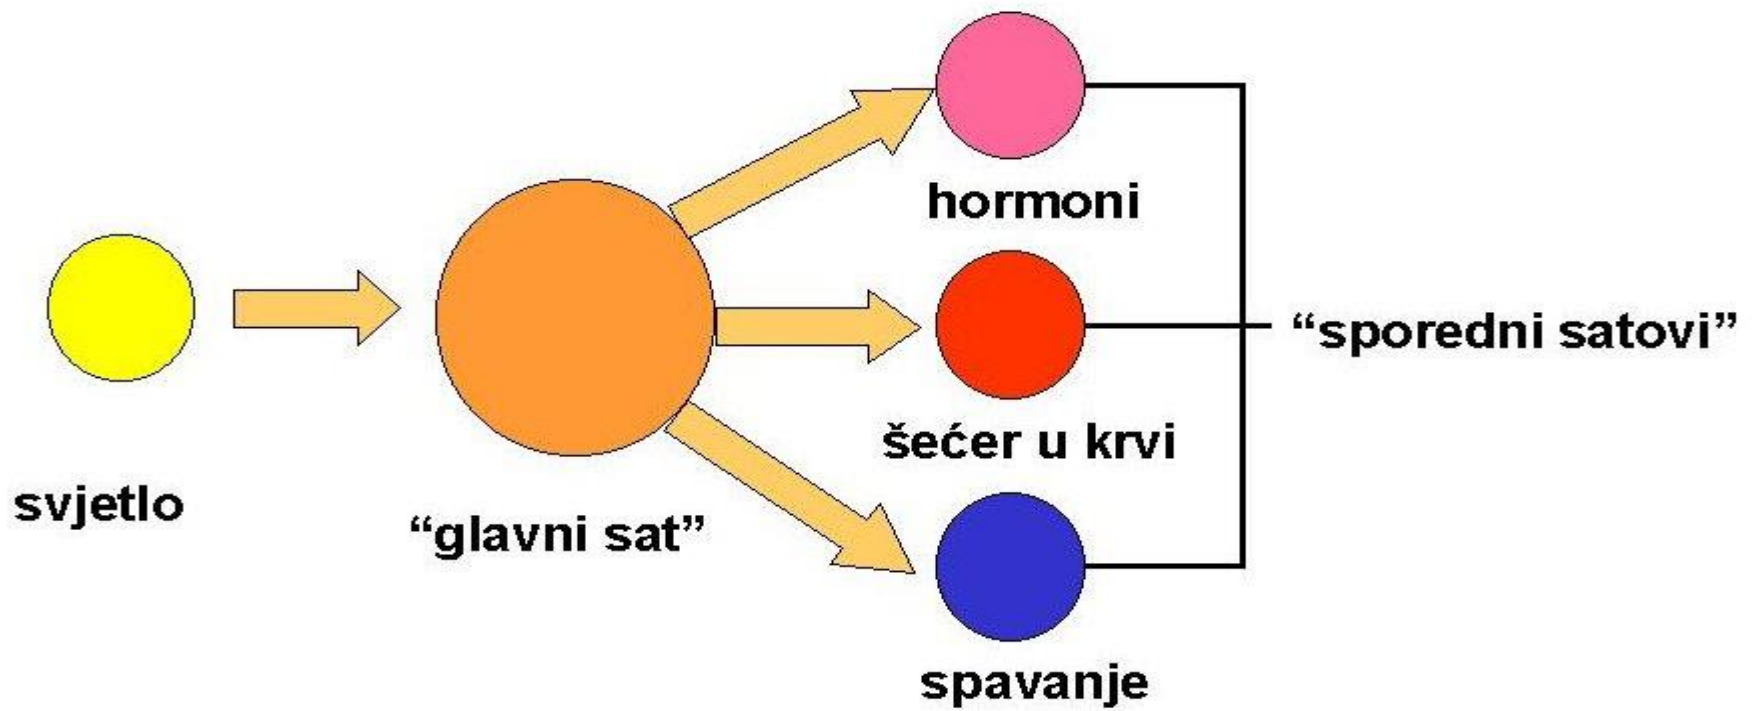 svjetlo
“glavni sat”
hormoni
šećer u krvi
spavanje
“sporedni satovi”